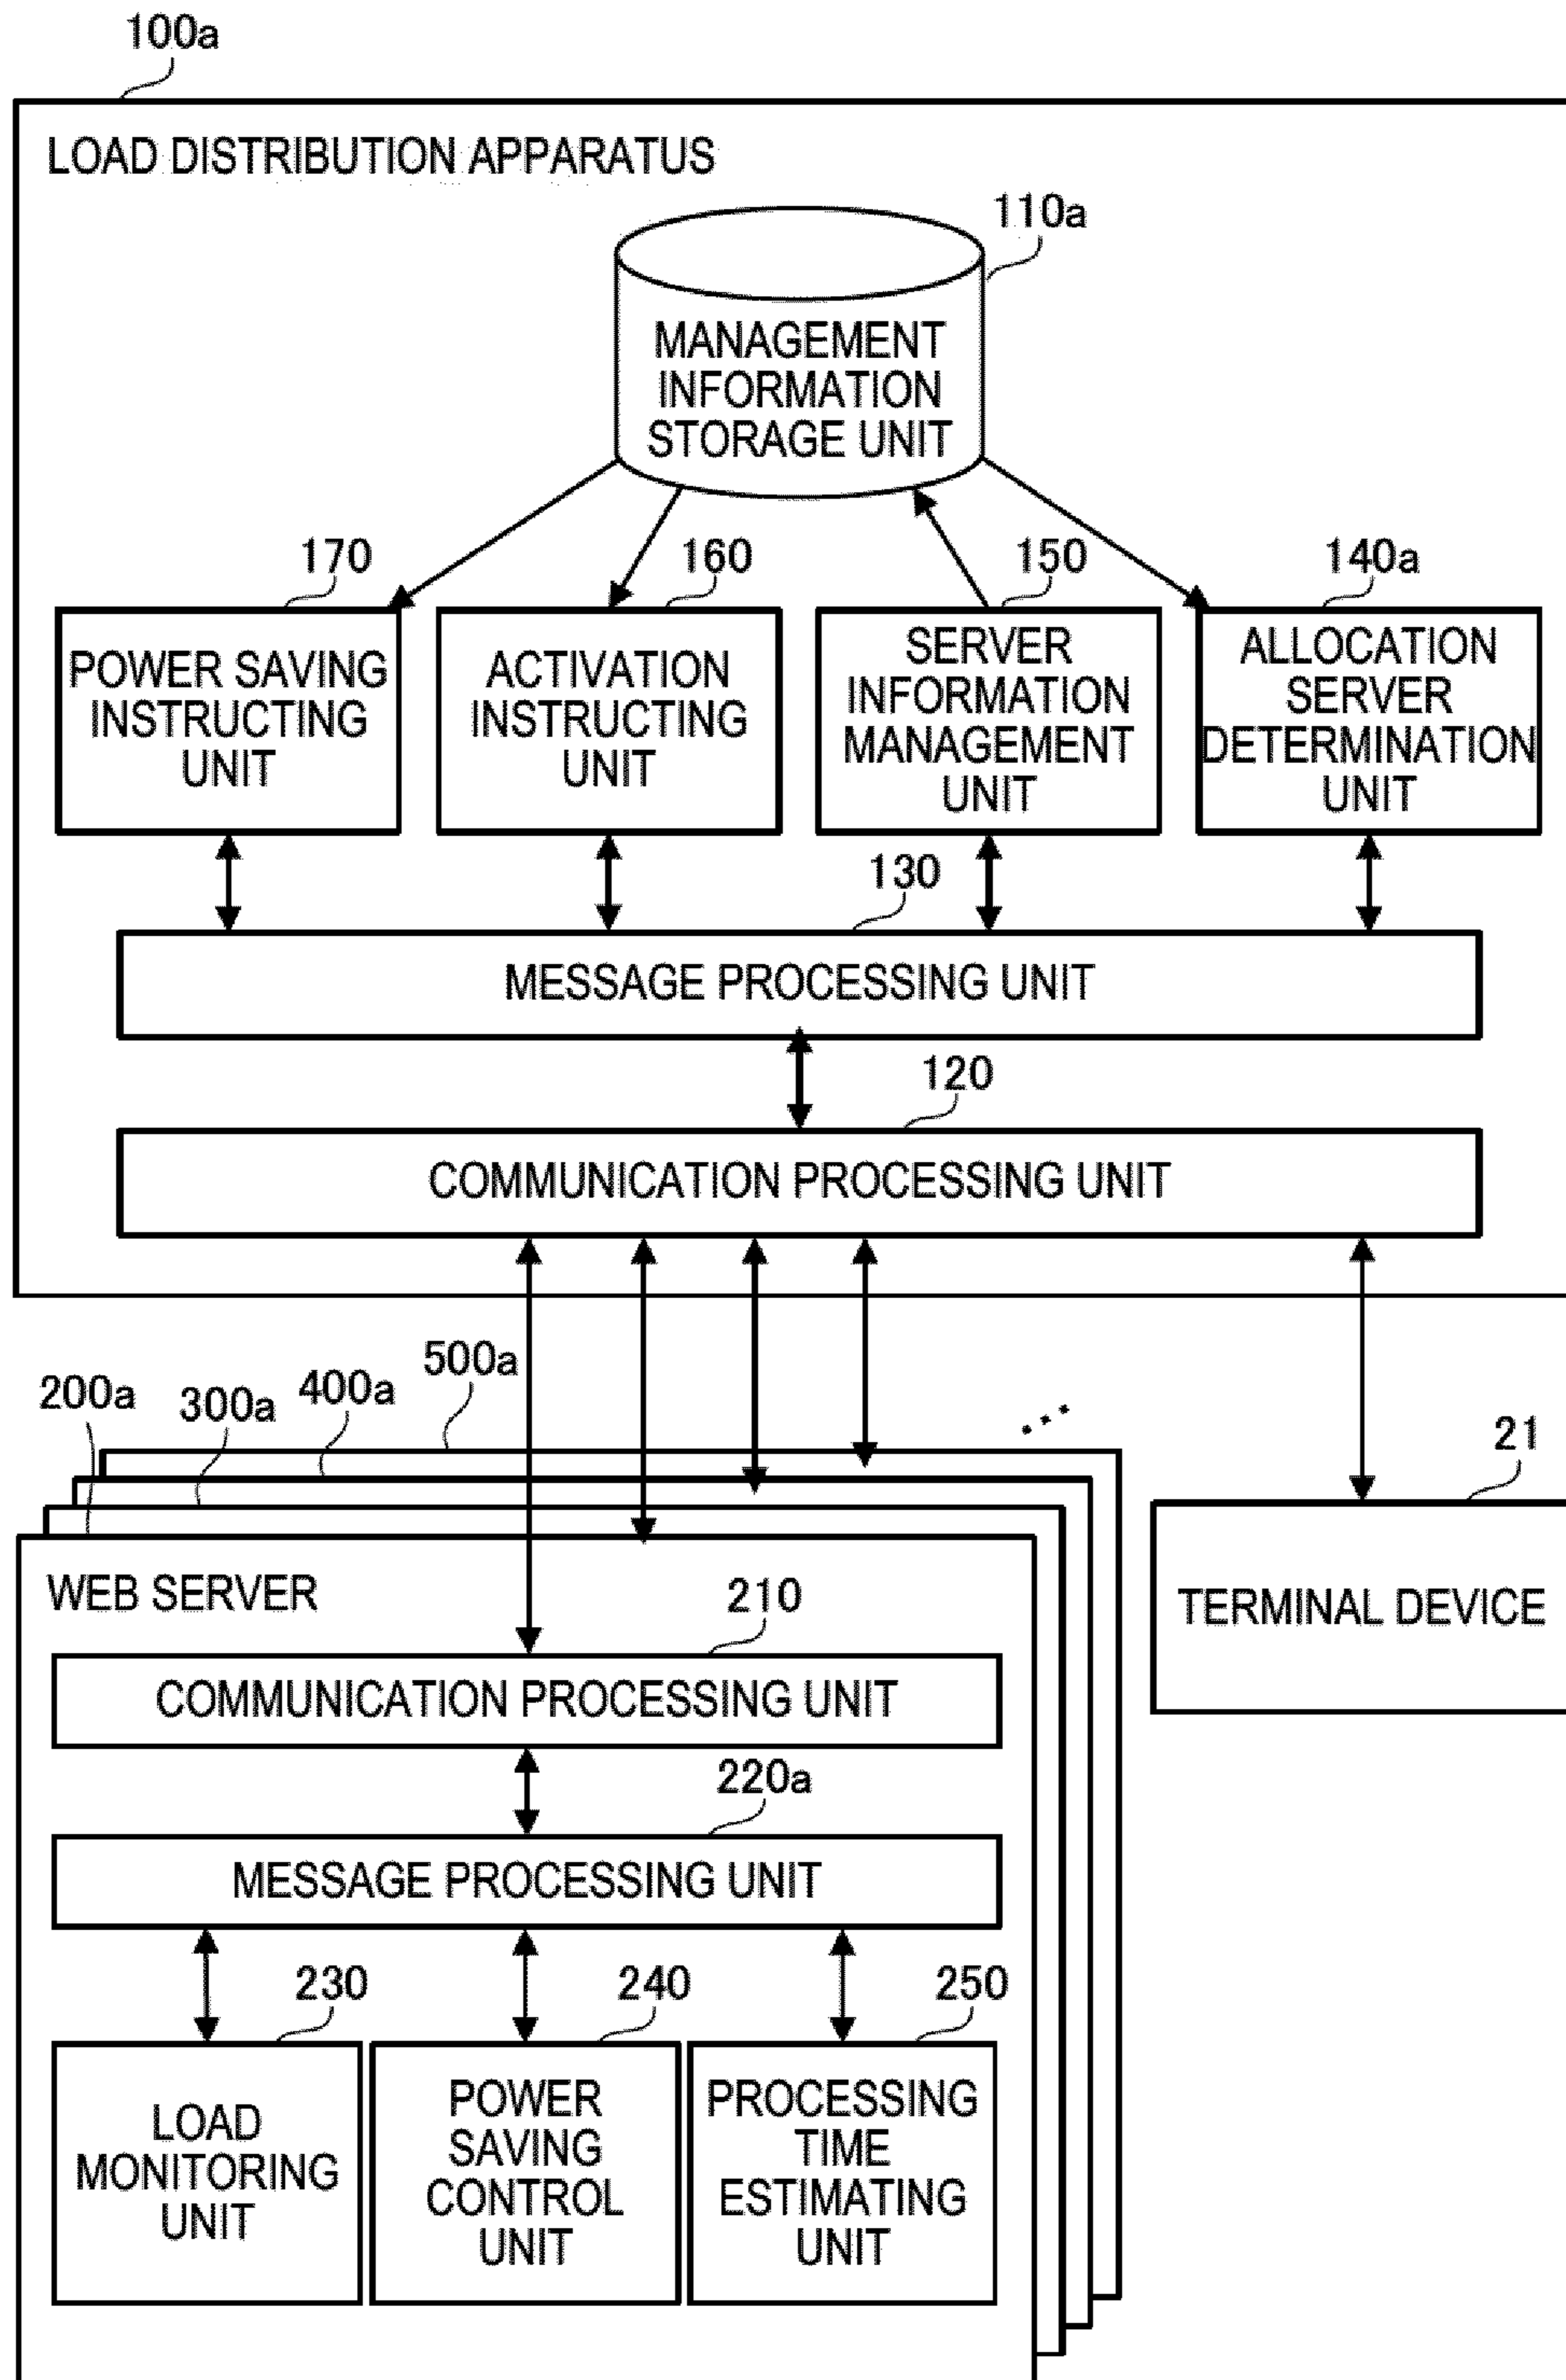 100a
LOAD DISTRIBUTION APPARATUS
110a
MANAGEMENT
INFORMATION
STORAGE UNIT
170
160
150
140a
POWER SAVING
INSTRUCTING
UNIT
ACTIVATION
INSTRUCTING
UNIT
SERVER
INFORMATION
MANAGEMENT
UNIT
ALLOCATION
SERVER
DETERMINATION
UNIT
130
MESSAGE PROCESSING UNIT
120
COMMUNICATION PROCESSING UNIT
500a
400a
300a
200a
...
21
WEB SERVER
TERMINAL DEVICE
210
COMMUNICATION PROCESSING UNIT
220a
MESSAGE PROCESSING UNIT
230
240
250
LOAD
MONITORING
UNIT
POWER
SAVING
CONTROL
UNIT
PROCESSING
TIME
ESTIMATING
UNIT